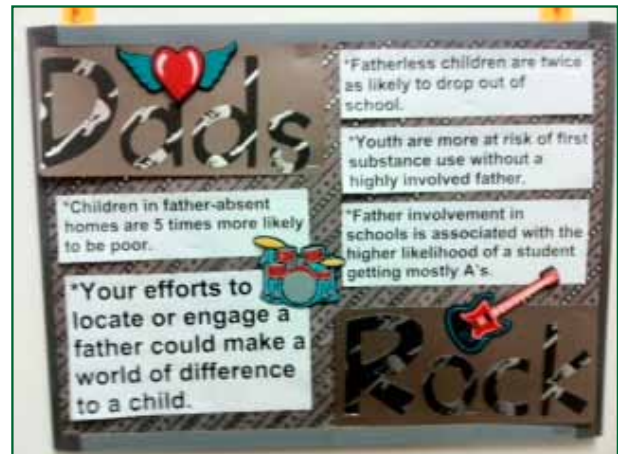 Dads
*Fatherless children are twice
as likely to drop out of
school.
*Youth are more at risk of first
substance use without a
highly involved father.
*Children in father-absent
homes are 5 times more likely
to be poor.
*Father involvement in
schools is associated with the
higher likelihood of a student
getting mostly A's.
*Your efforts to
locate or engage a
father could make a
world of difference
to a child.
Rock